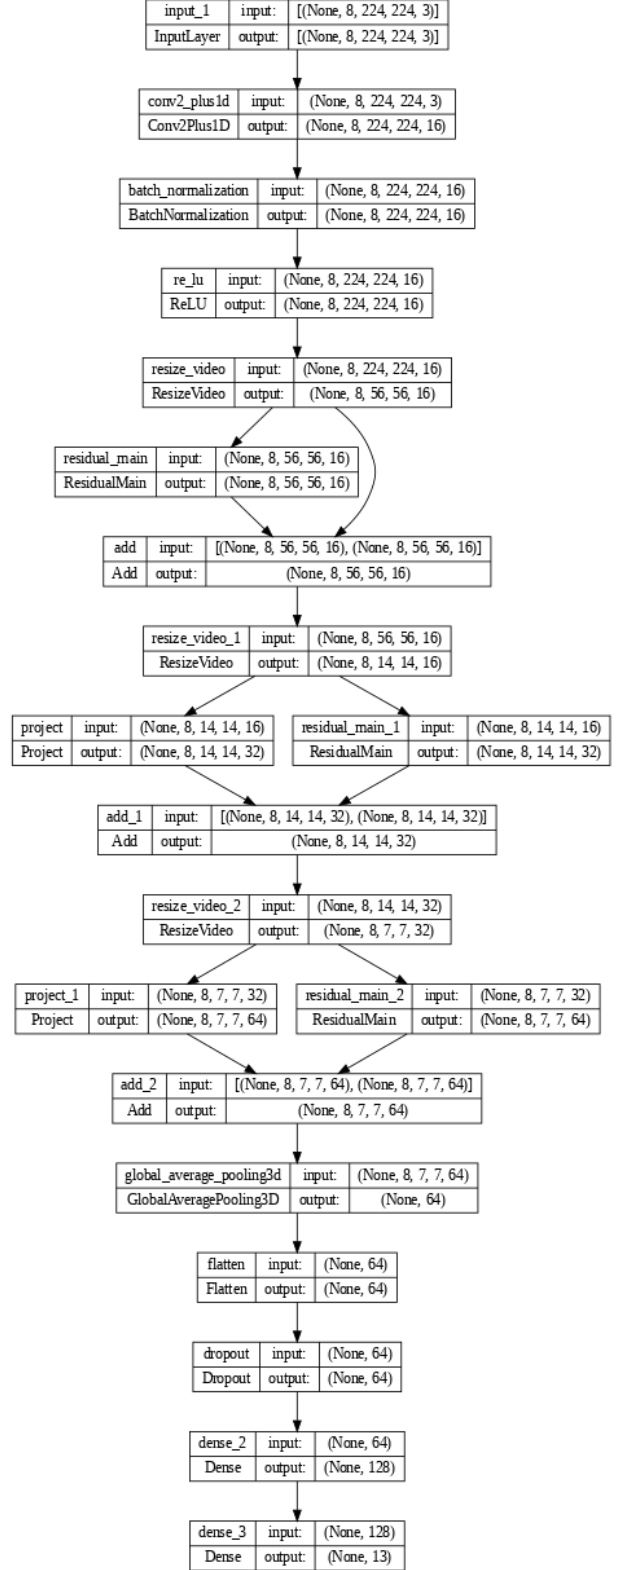 input_1 input: [(None, 8, 224, 224, 3)]
InputLayer output: [(None, 8, 224, 224, 3)]
conv2_plus1d input: (None, 8, 224, 224, 3)
Conv2Plus1D output: (None, 8, 224, 224, 16)
batch_normalization input: (None, 8, 224, 224, 16)
BatchNormalization output: (None, 8, 224, 224, 16)
re_lu input: (None, 8, 224, 224, 16)
ReLU output: (None, 8, 224, 224, 16)
resize_video input: (None, 8, 224, 224, 16)
ResizeVideo output: (None, 8, 56, 56, 16)
residual_main input: (None, 8, 56, 56, 16)
ResidualMain output: (None, 8, 56, 56, 16)
add input: [(None, 8, 56, 56, 16), (None, 8, 56, 56, 16)]
Add output: (None, 8, 56, 56, 16)
resize_video_1 input: (None, 8, 56, 56, 16)
ResizeVideo output: (None, 8, 14, 14, 16)
project input: (None, 8, 14, 14, 16)
Project output: (None, 8, 14, 14, 32)
residual_main_1 input: (None, 8, 14, 14, 16)
ResidualMain output: (None, 8, 14, 14, 32)
add_1 input: [(None, 8, 14, 14, 32), (None, 8, 14, 14, 32)]
Add output: (None, 8, 14, 14, 32)
resize_video_2 input: (None, 8, 14, 14, 32)
ResizeVideo output: (None, 8, 7, 7, 32)
project_1 input: (None, 8, 7, 7, 32)
Project output: (None, 8, 7, 7, 64)
residual_main_2 input: (None, 8, 7, 7, 32)
ResidualMain output: (None, 8, 7, 7, 64)
add_2 input: [(None, 8, 7, 7, 64), (None, 8, 7, 7, 64)]
Add output: (None, 8, 7, 7, 64)
global_average_pooling3d input: (None, 8, 7, 7, 64)
GlobalAveragePooling3D output: (None, 64)
flatten input: (None, 64)
Flatten output: (None, 64)
dropout input: (None, 64)
Dropout output: (None, 64)
dense_2 input: (None, 64)
Dense output: (None, 128)
dense_3 input: (None, 128)
Dense output: (None, 13)